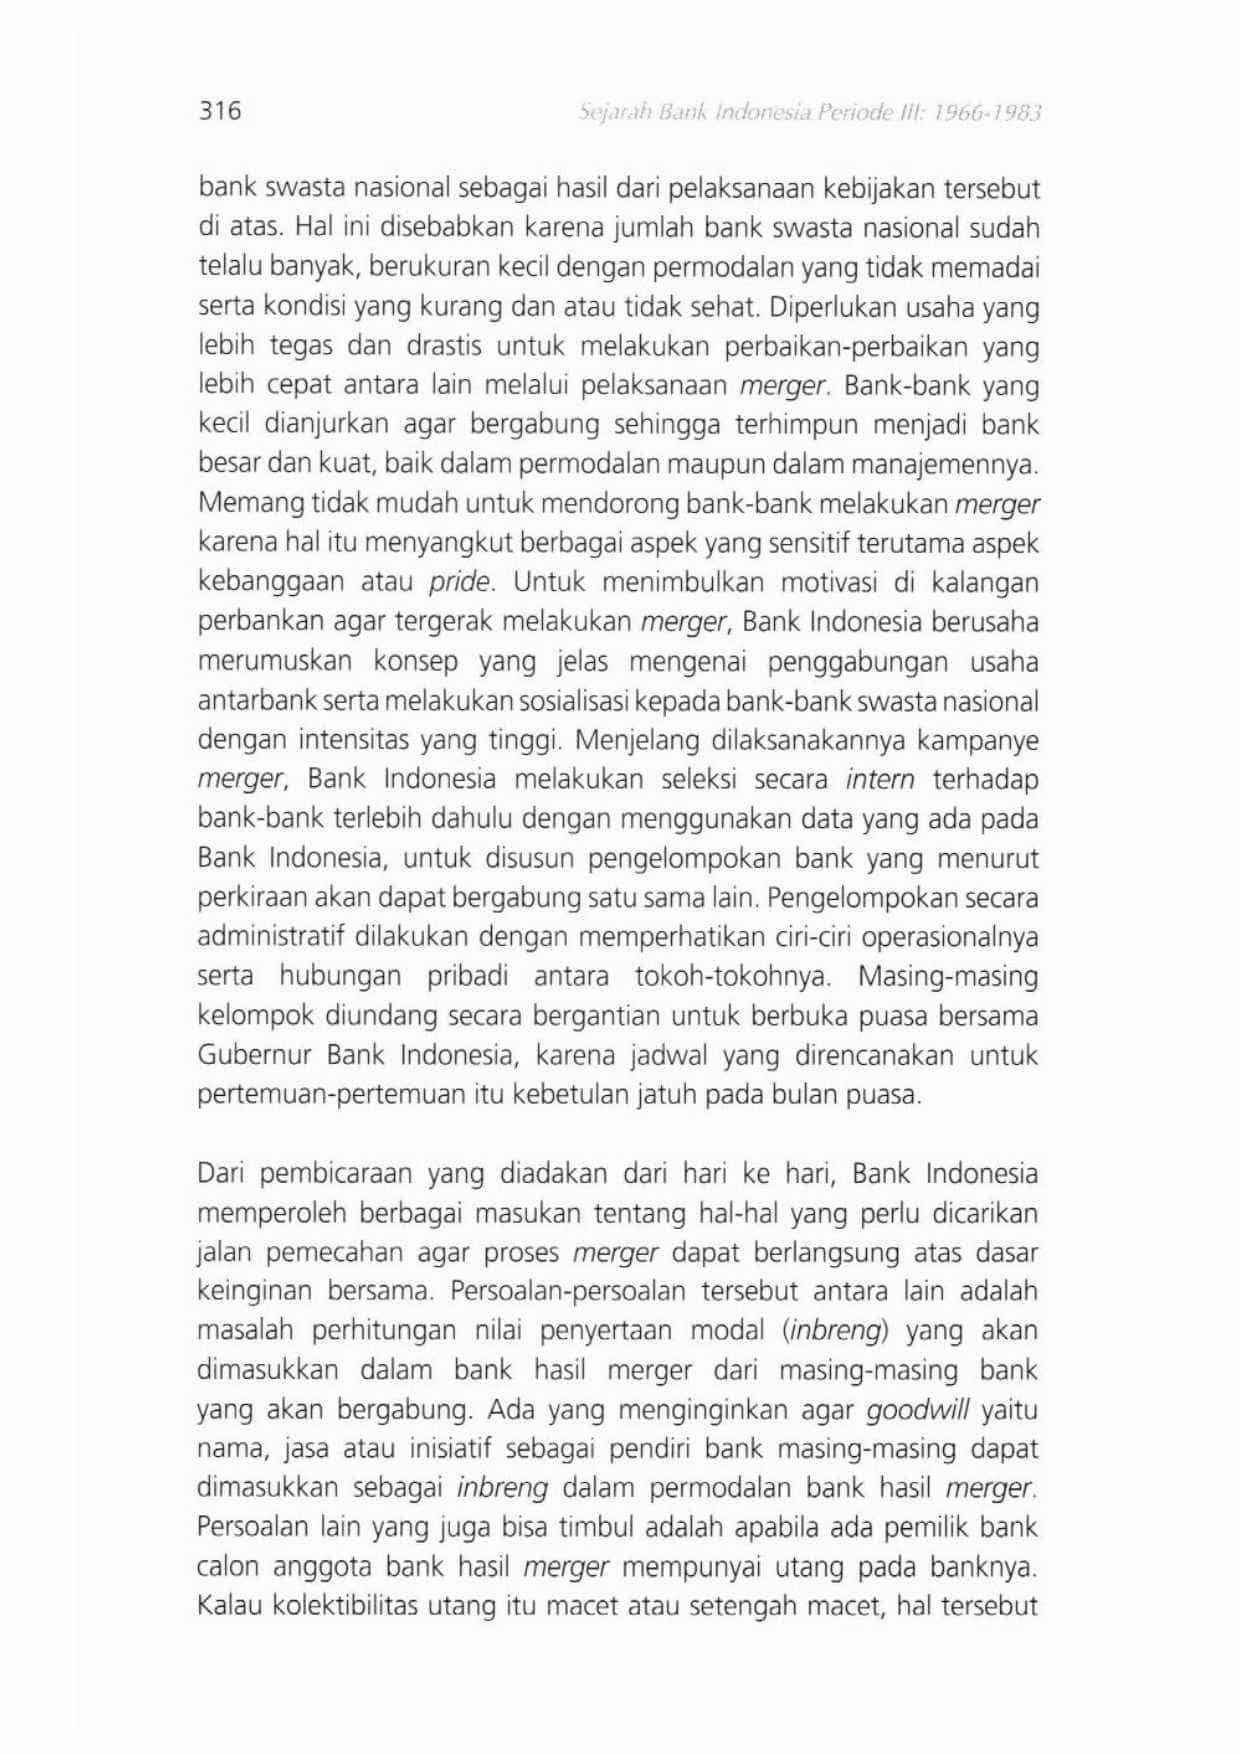 316 Sejarah Bank Indonesia Periode III: 1966-1983
bank swasta nasional sebagai hasil dari pelaksanaan kebijakan tersebut
di atas. Hal ini disebabkan karena jumlah bank swasta nasional sudah
telalu banyak, berukuran kecil dengan permodalan yang tidak memadai
serta kondisi yang kurang dan atau tidak sehat. Diperlukan usaha yang
lebih tegas dan drastis untuk melakukan perbaikan-perbaikan yang
lebih cepat antara lain melalui pelaksanaan merger. Bank-bank yang
kecil dianjurkan agar bergabung sehingga terhimpun menjadi bank
besar dan kuat, baik dalam permodalan maupun dalam manajemennya.
Memang tidak mudah untuk mendorong bank-bank melakukan merger
karena hal itu menyangkut berbagai aspek yang sensitif terutama aspek
kebanggaan atau pride. Untuk menimbulkan motivasi di kalangan
perbankan agar tergerak melakukan merger, Bank Indonesia berusaha
merumuskan konsep yang jelas mengenai penggabungan usaha
antarbank serta melakukan sosialisasi kepada bank-bank swasta nasional
dengan intensitas yang tinggi. Menjelang dilaksanakannya kampanye
merger, Bank Indonesia melakukan seleksi secara intern terhadap
bank-bank terlebih dahulu dengan menggunakan data yang ada pada
Bank Indonesia, untuk disusun pengelompokan bank yang menurut
perkiraan akan dapat bergabung satu sama lain. Pengelompokan secara
administratif dilakukan dengan memperhatikan ciri-ciri operasionalnya
serta hubungan pribadi antara tokoh-tokohnya. Masing-masing
kelompok diundang secara bergantian untuk berbuka puasa bersama
Gubernur Bank Indonesia, karena jadwal yang direncanakan untuk
pertemuan-pertemuan itu kebetulan jatuh pada bulan puasa.
Dari pembicaraan yang diadakan dari hari ke hari, Bank Indonesia
memperoleh berbagai masukan tentang hal-hal yang perlu dicarikan
jalan pemecahan agar proses merger dapat berlangsung atas dasar
keinginan bersama. Persoalan-persoalan tersebut antara lain adalah
masalah perhitungan nilai penyertaan modal (inbreng) yang akan
dimasukkan dalam bank hasil merger dari masing-masing bank
yang akan bergabung. Ada yang menginginkan agar goodwill yaitu
nama, jasa atau inisiatif sebagai pendiri bank masing-masing dapat
dimasukkan sebagai inbreng dalam permodalan bank hasil merger.
Persoalan lain yang juga bisa timbul adalah apabila ada pemilik bank
calon anggota bank hasil merger mempunyai utang pada banknya.
Kalau kolektibilitas utang itu macet atau setengah macet, hal tersebut